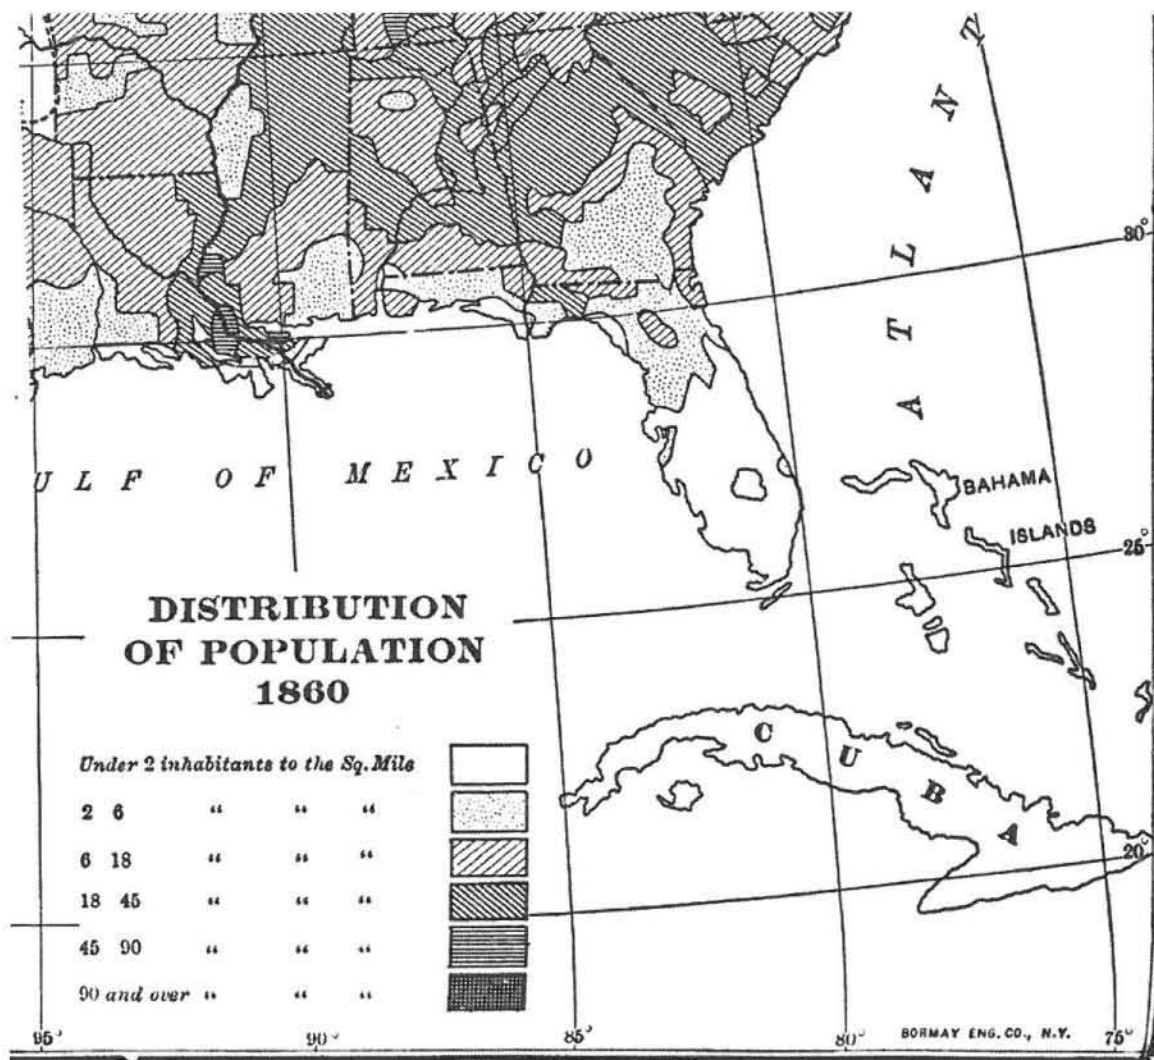 A T L A N T
30°
ULF OF MEXICO
BAHAMA
ISLANDS
25°
DISTRIBUTION
OF POPULATION
1860
CUBA
Under 2 inhabitants to the Sq. Mile
2 6 " " "
6 18 " " "
20°
18 45 " " "
45 90 " " "
90 and over " " "
95° 90° 85° 80° BORMAY ENG. CO., N.Y. 75°